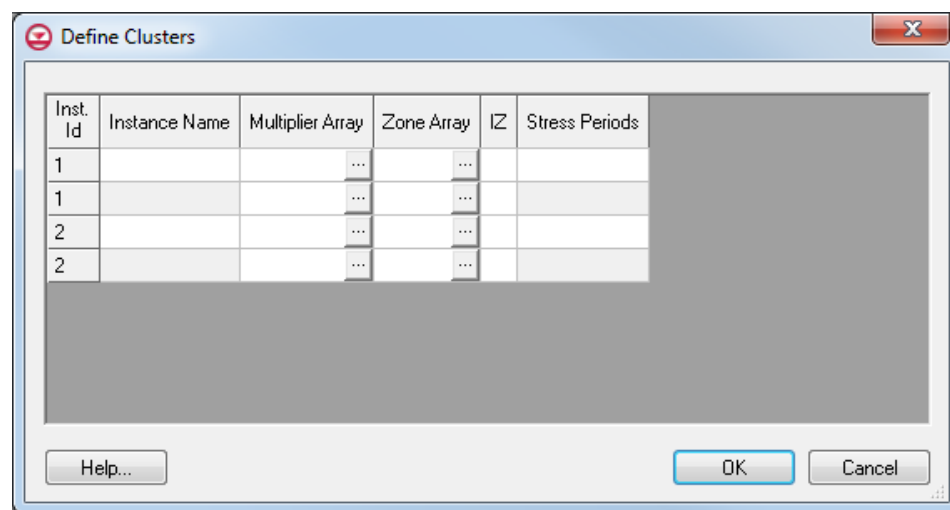 Define Clusters
Inst. Id Instance Name Multiplier Array Zone Array IZ Stress Periods
1 ... ...
1 ... ...
2 ... ...
2 ... ...
Help... OK Cancel